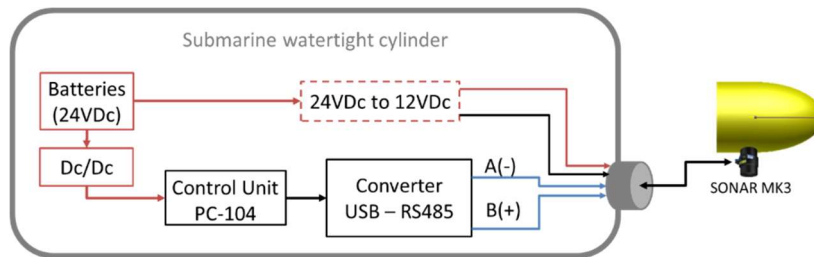 Submarine watertight cylinder
Batteries
(24VDc)
24VDc to 12VDc
Dc/Dc
Control Unit
PC-104
Converter
USB – RS485
A(-)
B(+)
SONAR MK3